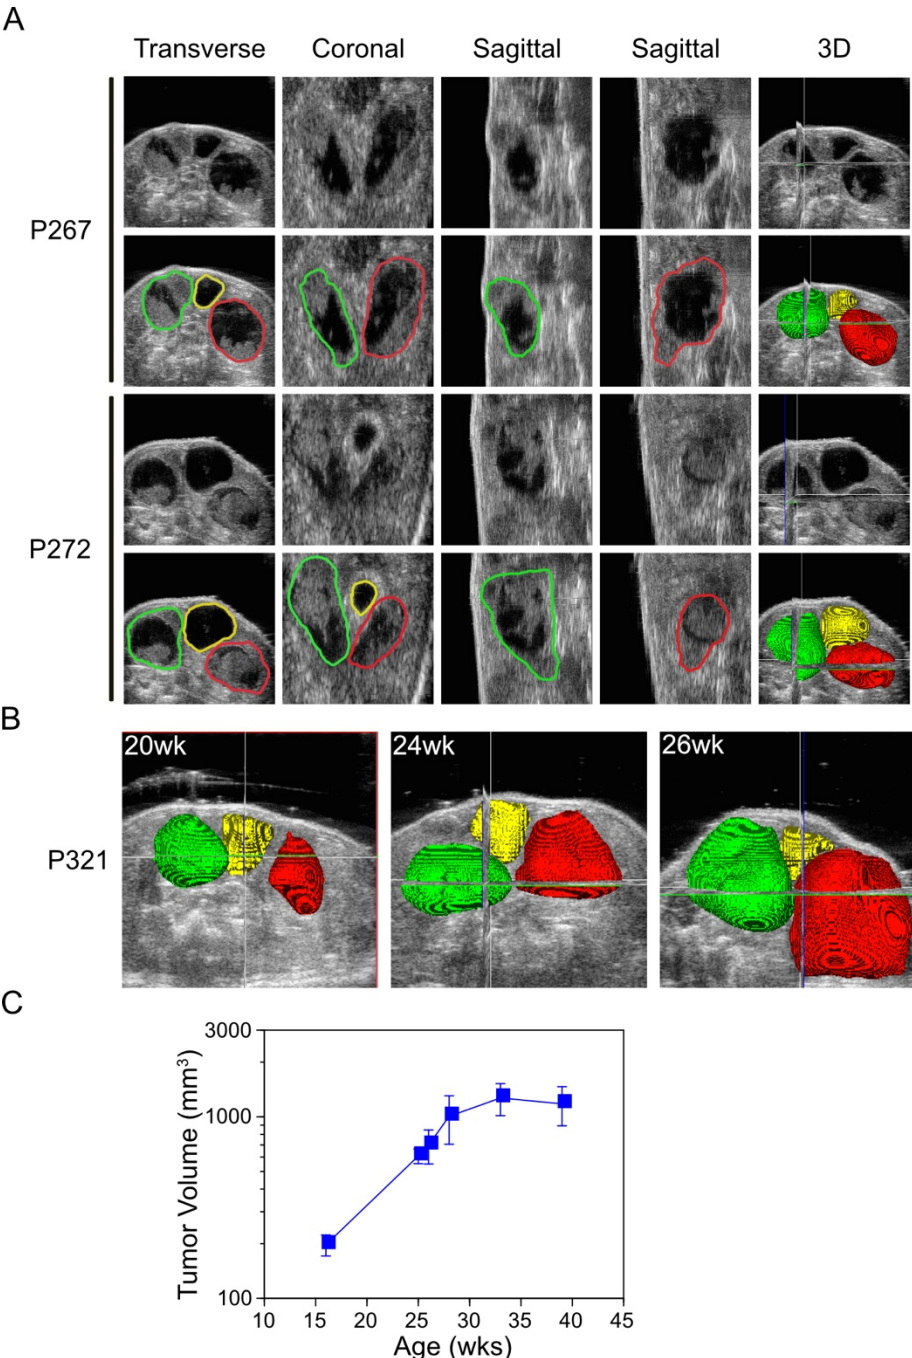 A
Transverse Coronal Sagittal Sagittal 3D
P267
P272
B
20wk 24wk 26wk
P321
C
3000
1000
100
Tumor Volume (mm³)
10 15 20 25 30 35 40 45
Age (wks)